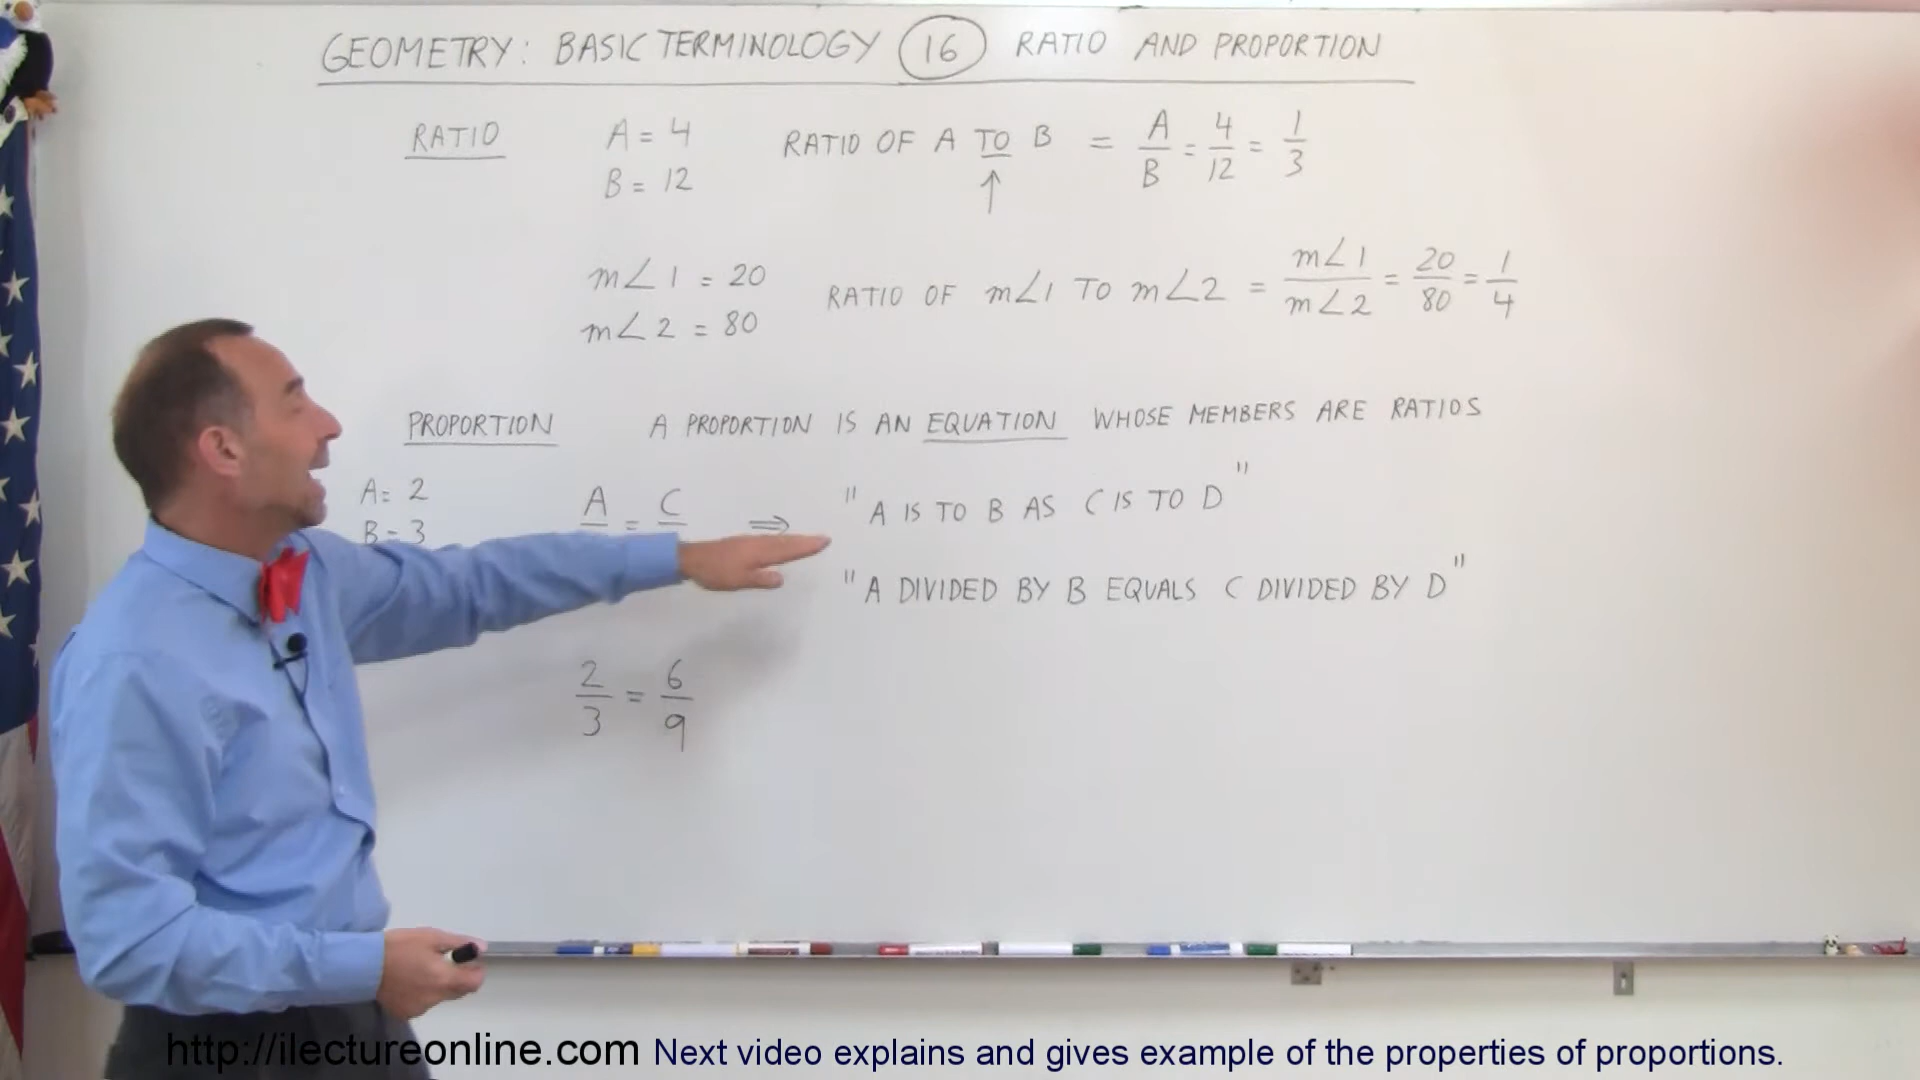 GEOMETRY: BASIC TERMINOLOGY 16 RATIO AND PROPORTION
RATIO A = 4 RATIO OF A TO B = A/B = 4/12 = 1/3
B = 12 ↑
m∠1 = 20 RATIO OF m∠1 TO m∠2 = m∠1/m∠2 = 20/80 = 1/4
m∠2 = 80
PROPORTION A PROPORTION IS AN EQUATION WHOSE MEMBERS ARE RATIOS
A = 2 A = C ⇒ "A IS TO B AS C IS TO D"
B = 3
"A DIVIDED BY B EQUALS C DIVIDED BY D"
2/3 = 6/9
http://ilectureonline.com Next video explains and gives example of the properties of proportions.